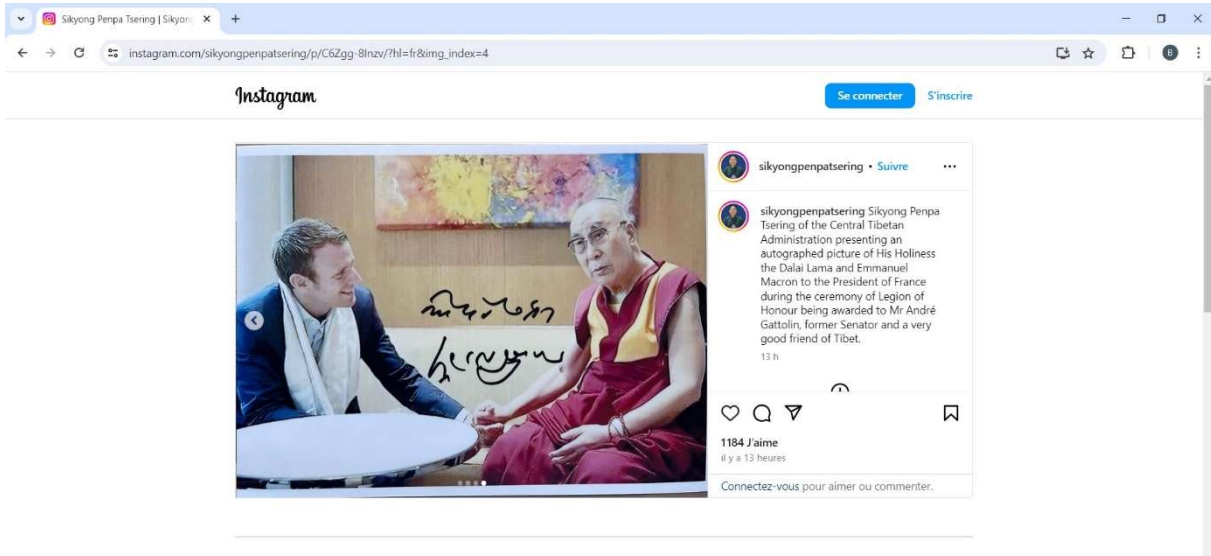 Sikyong Penpa Tsering | Sikyong
instagram.com/sikyongpenpatsering/p/C6Zgg-8Inzv/?hl=fr&img_index=4
B
Instagram
Se connecter
S'inscrire
sikyongpenpatsering • Suivre
sikyongpenpatsering Sikyong Penpa
Tsering of the Central Tibetan
Administration presenting an
autographed picture of His Holiness
the Dalai Lama and Emmanuel
Macron to the President of France
during the ceremony of Legion of
Honour being awarded to Mr André
Gattolin, former Senator and a very
good friend of Tibet.
13 h
1184 J'aime
il y a 13 heures
Connectez-vous pour aimer ou commenter.